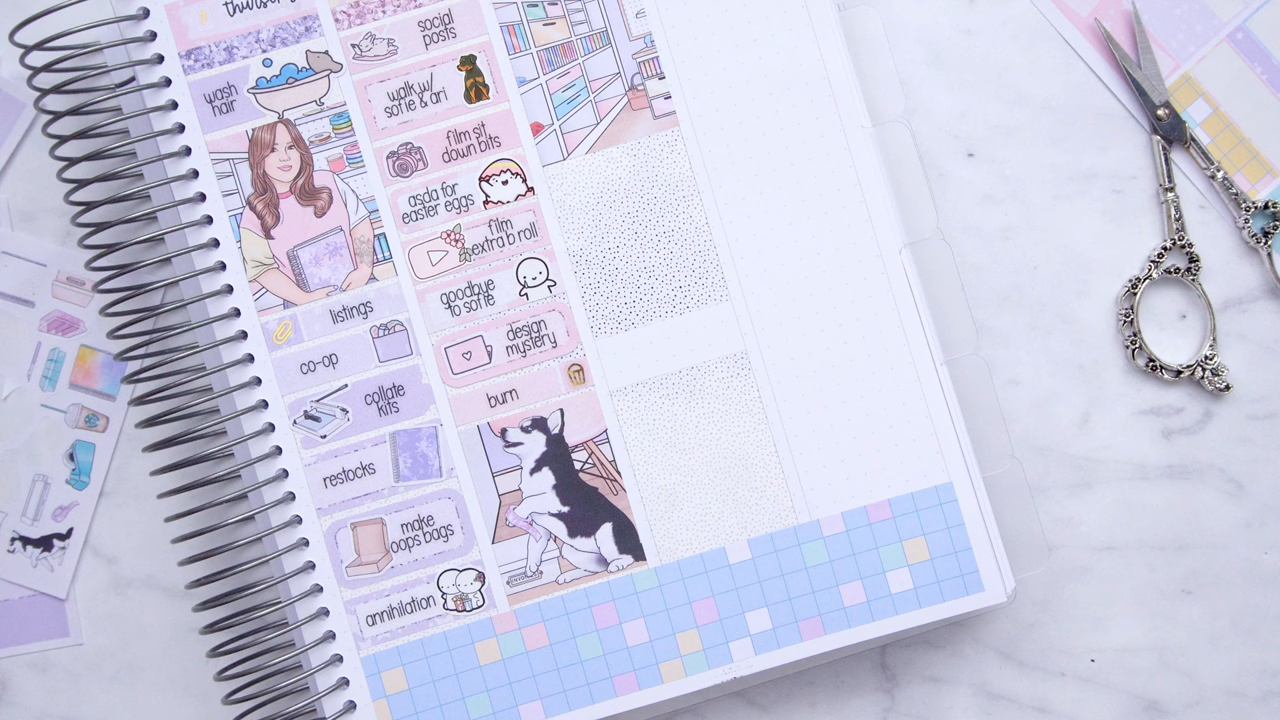 thursday
wash
hair
listings
co-op
collate
kits
restocks
make
oops bags
annihilation
social
posts
walk w/
sofie & ari
film sit
down bits
asda for
easter eggs
film
extra b roll
goodbye
to sofie
design
mystery
burn